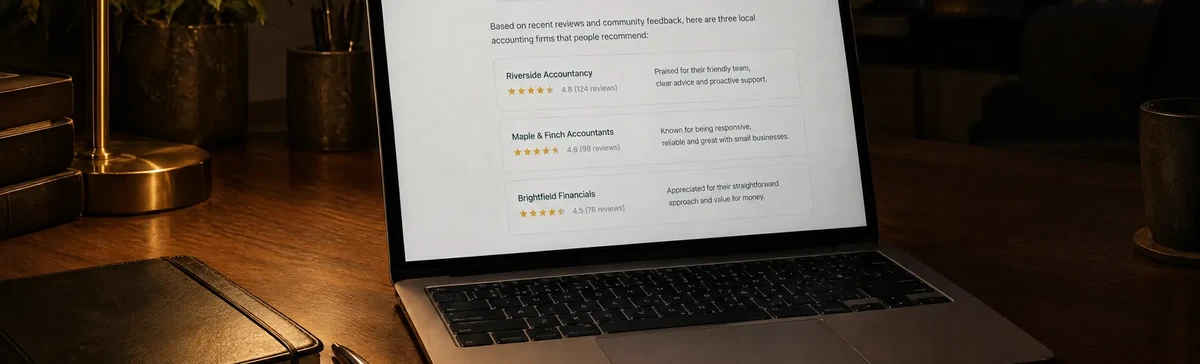 Based on recent reviews and community feedback, here are three local
accounting firms that people recommend:
Riverside Accountancy
4.8 (124 reviews)
Praised for their friendly team,
clear advice and proactive support.
Maple & Finch Accountants
4.6 (98 reviews)
Known for being responsive,
reliable and great with small businesses.
Brightfield Financials
4.5 (76 reviews)
Appreciated for their straightforward
approach and value for money.